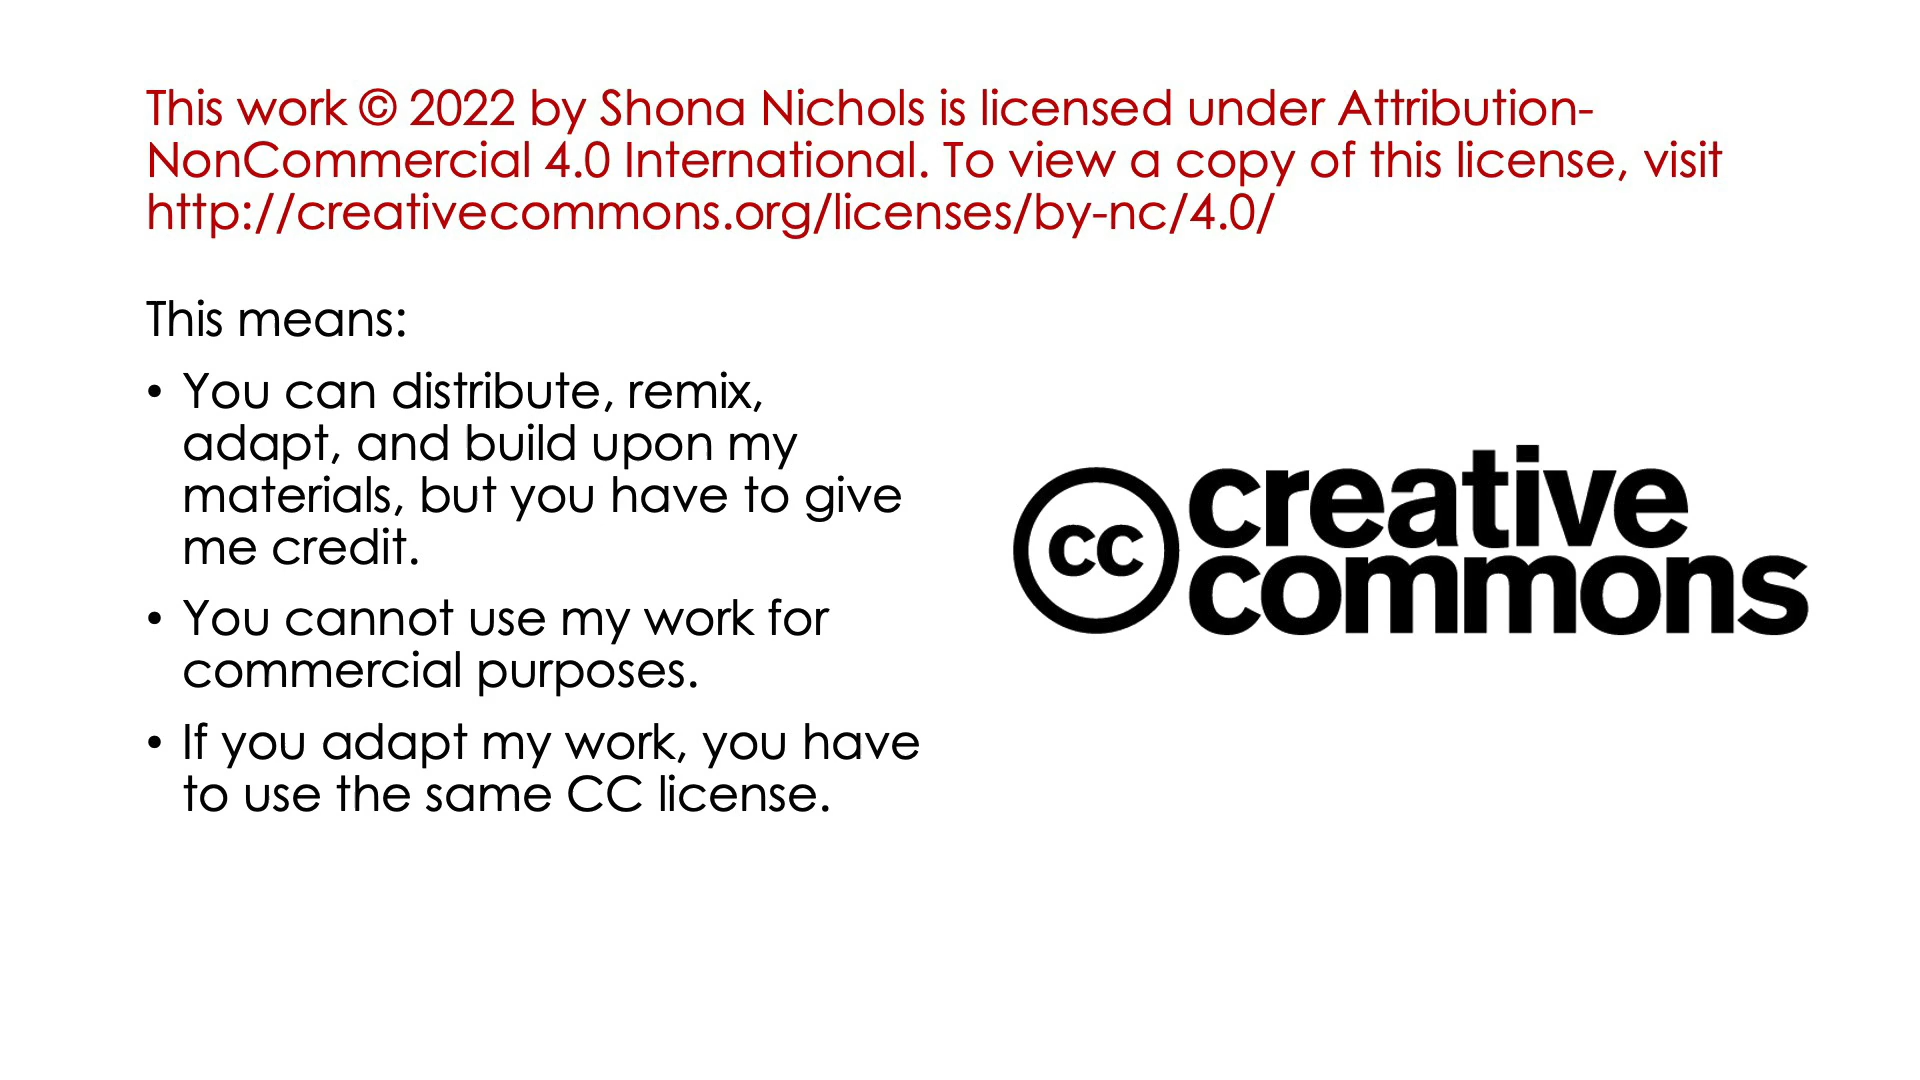 This work © 2022 by Shona Nichols is licensed under Attribution-
NonCommercial 4.0 International. To view a copy of this license, visit
http://creativecommons.org/licenses/by-nc/4.0/
This means:
• You can distribute, remix,
adapt, and build upon my
materials, but you have to give
me credit.
• You cannot use my work for
commercial purposes.
• If you adapt my work, you have
to use the same CC license.
cc creative
commons